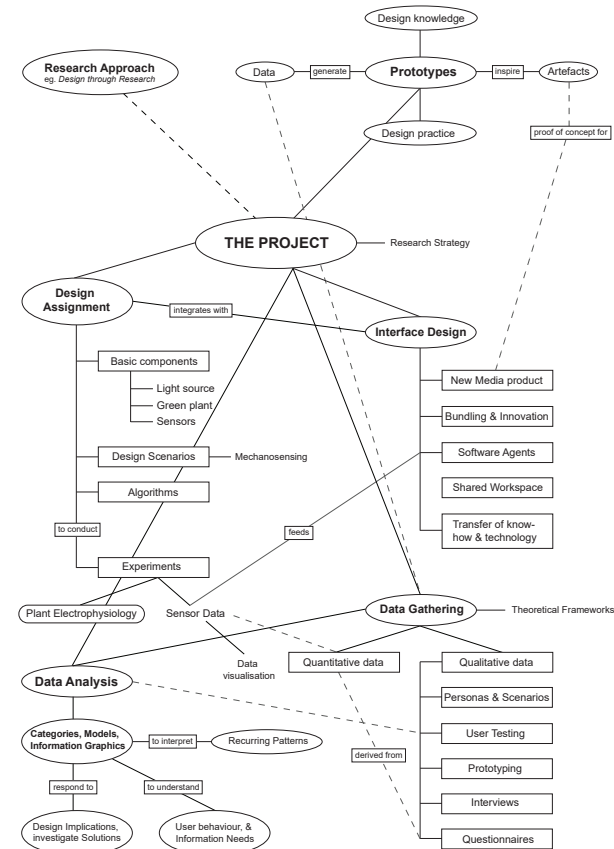 Design knowledge
Research Approach
eg. Design through Research
Data
generate
Prototypes
inspire
Artefacts
Design practice
proof of concept for
THE PROJECT
Research Strategy
Design
Assignment
integrates with
Interface Design
Basic components
Light source
Green plant
Sensors
New Media product
Bundling & Innovation
Design Scenarios
Mechanosensing
Software Agents
Algorithms
Shared Workspace
to conduct
feeds
Transfer of know-
how & technology
Experiments
Plant Electrophysiology
Sensor Data
Data Gathering
Theoretical Frameworks
Data
visualisation
Quantitative data
Qualitative data
Data Analysis
Personas & Scenarios
Categories, Models,
Information Graphics
to interpret
Recurring Patterns
User Testing
derived from
Prototyping
respond to
to understand
Interviews
Design Implications,
investigate Solutions
User behaviour, &
Information Needs
Questionnaires